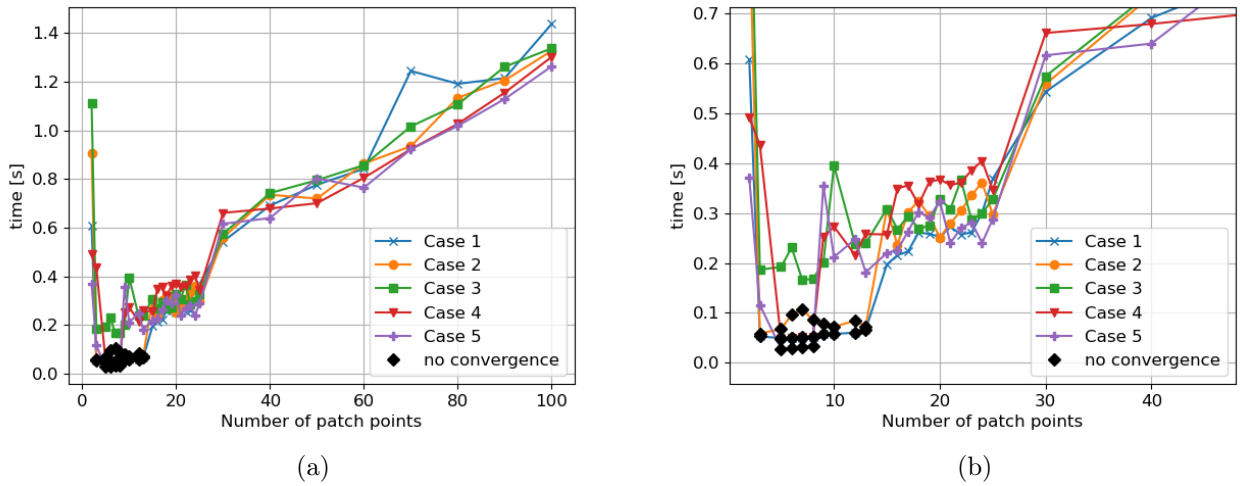 1.4
1.2
1.0
0.8
0.6
0.4
0.2
0.0
time [s]
0 20 40 60 80 100
Number of patch points
Case 1
Case 2
Case 3
Case 4
Case 5
no convergence
(a)
0.7
0.6
0.5
0.4
0.3
0.2
0.1
0.0
time [s]
10 20 30 40
Number of patch points
Case 1
Case 2
Case 3
Case 4
Case 5
no convergence
(b)